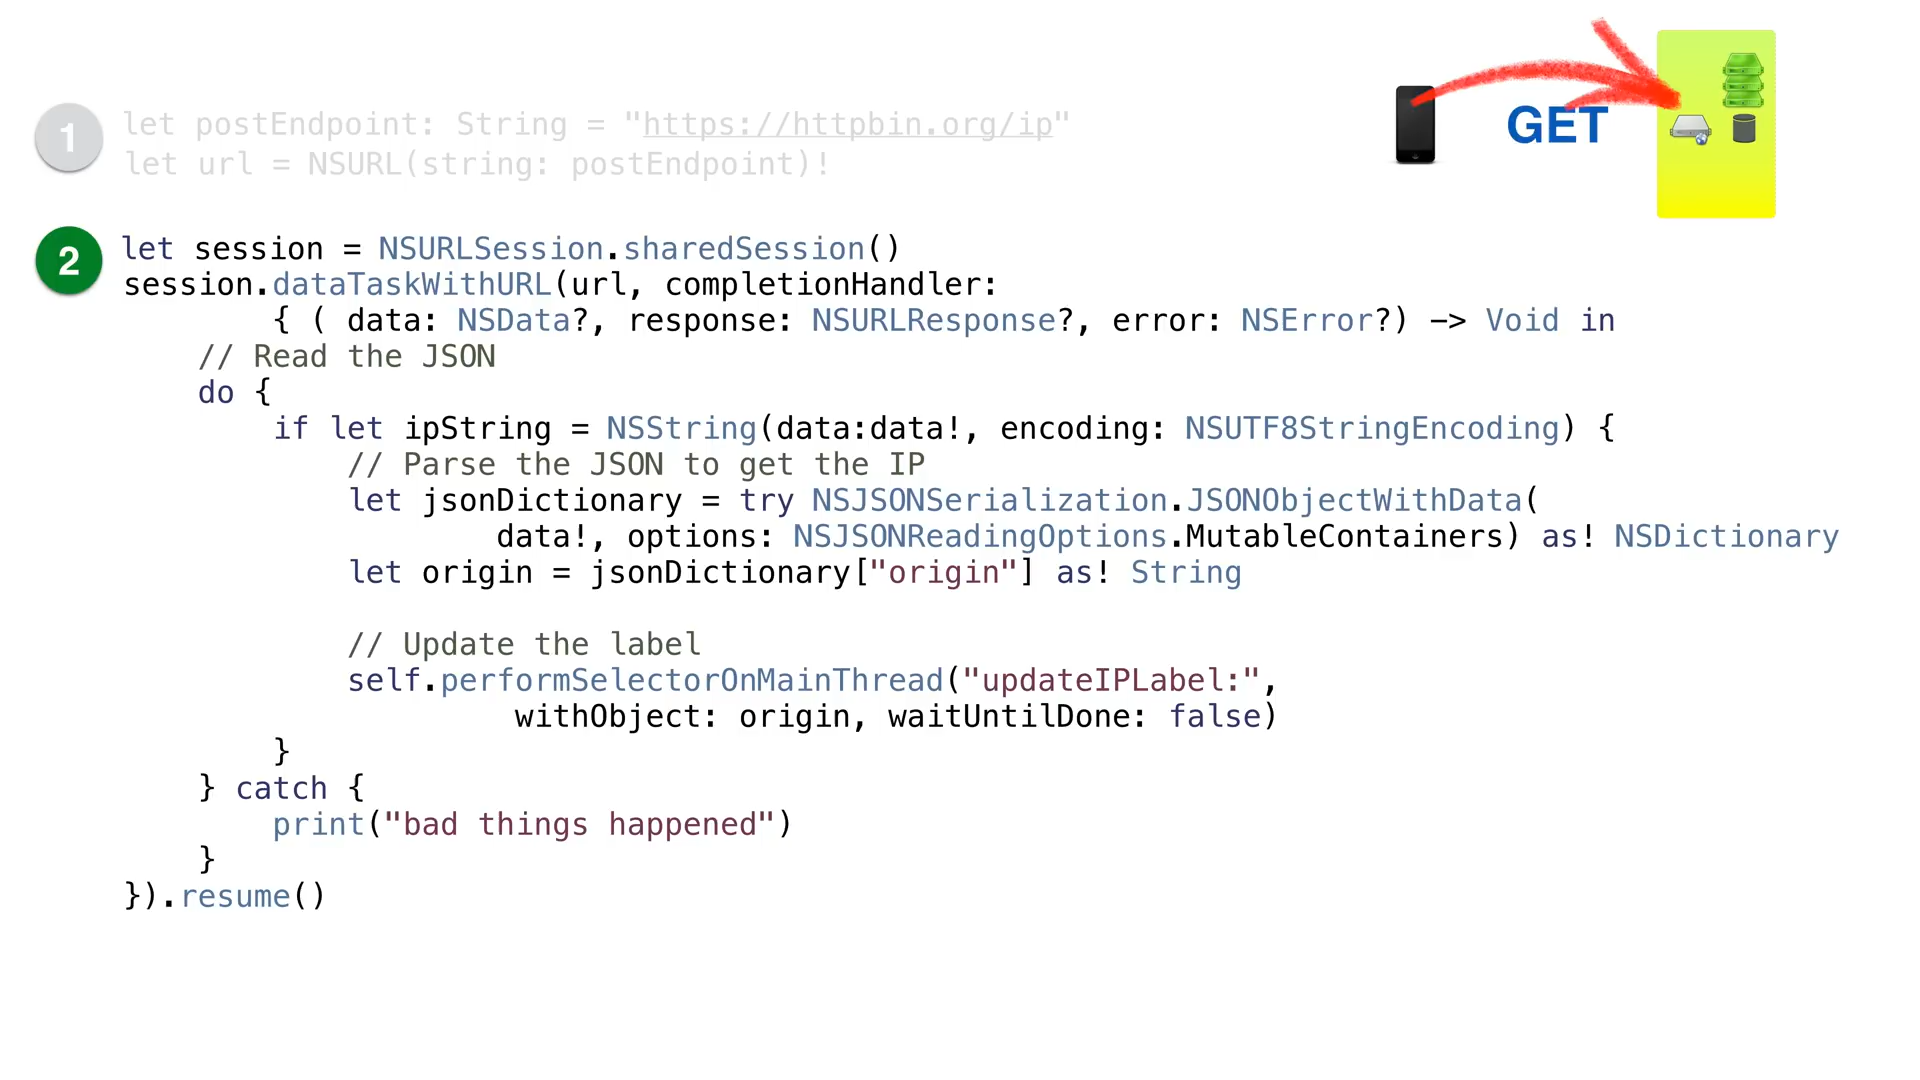 1
let postEndpoint: String = "https://httpbin.org/ip"
let url = NSURL(string: postEndpoint)!
GET
2
let session = NSURLSession.sharedSession()
session.dataTaskWithURL(url, completionHandler:
{ ( data: NSData?, response: NSURLResponse?, error: NSError?) -> Void in
// Read the JSON
do {
if let ipString = NSString(data:data!, encoding: NSUTF8StringEncoding) {
// Parse the JSON to get the IP
let jsonDictionary = try NSJSONSerialization.JSONObjectWithData(
data!, options: NSJSONReadingOptions.MutableContainers) as! NSDictionary
let origin = jsonDictionary["origin"] as! String
// Update the label
self.performSelectorOnMainThread("updateIPLabel:",
withObject: origin, waitUntilDone: false)
}
} catch {
print("bad things happened")
}
}).resume()